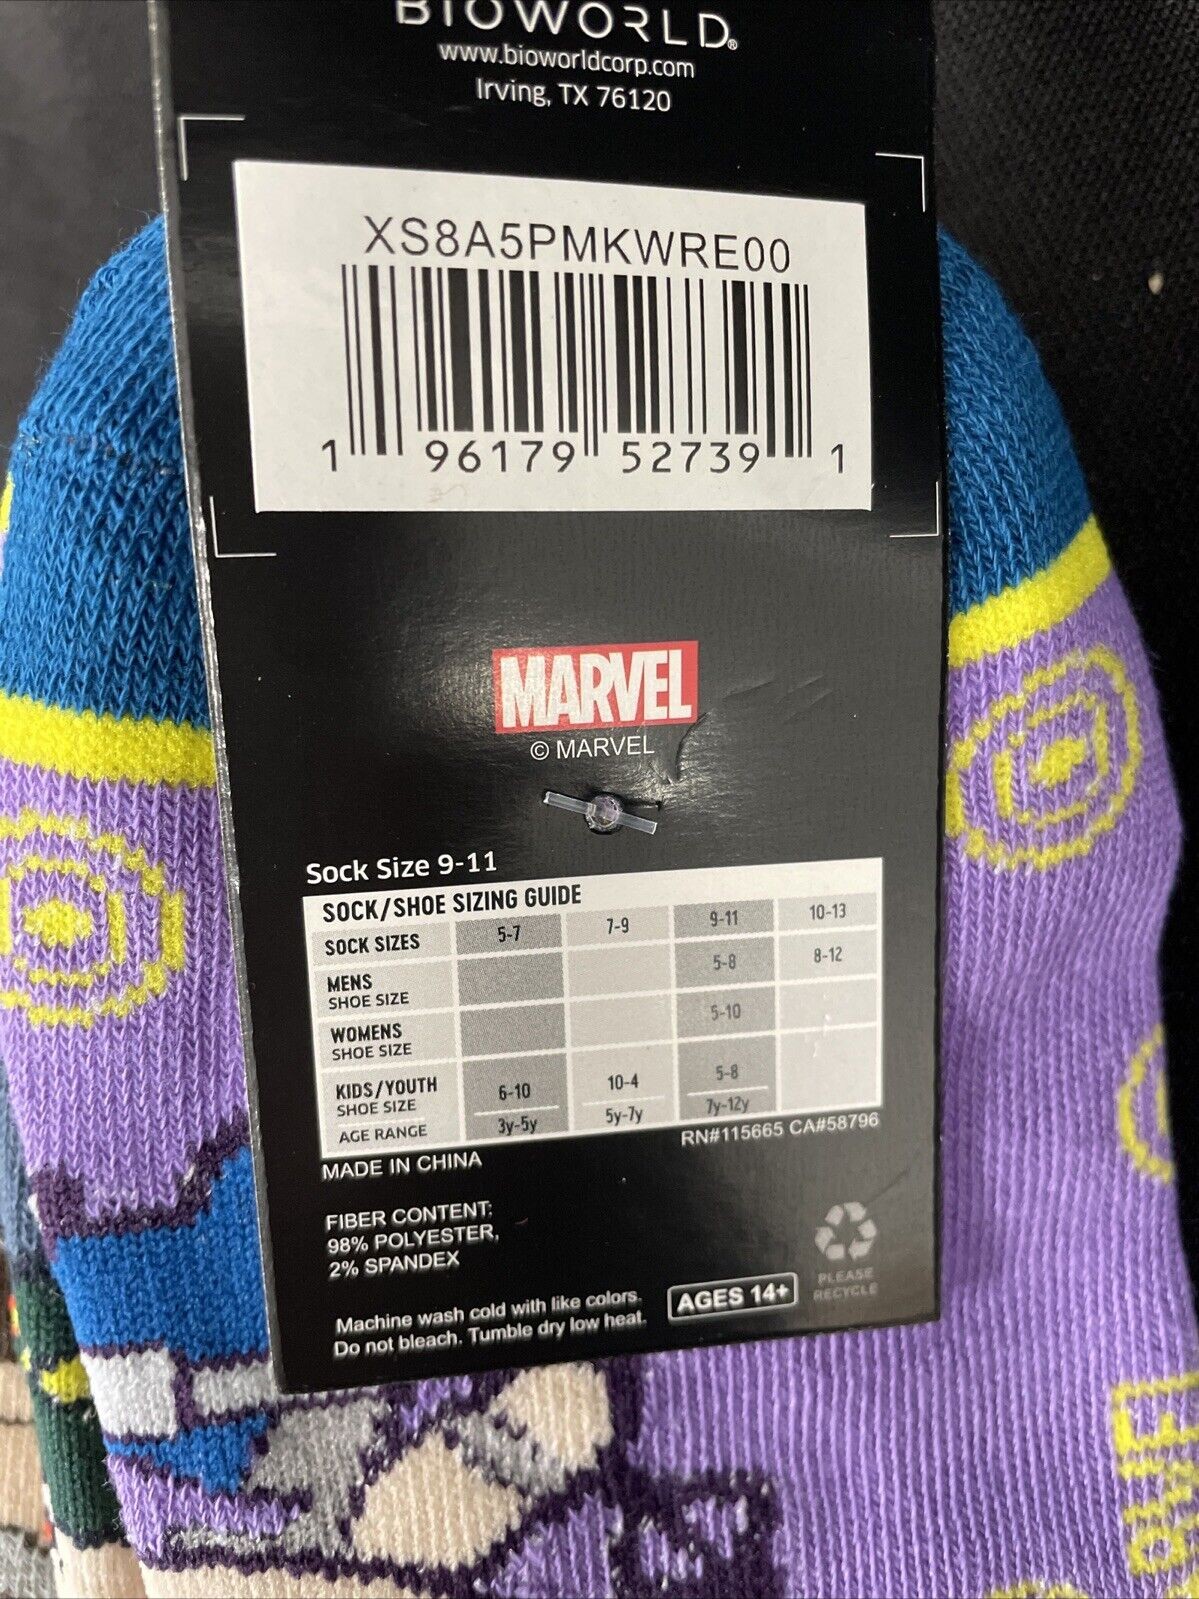 BIOWORLD®
www.bioworldcorp.com
Irving, TX 76120
XS8A5PMKWRE00
1 96179 52739 1
MARVEL
© MARVEL
Sock Size 9-11
SOCK/SHOE SIZING GUIDE
SOCK SIZES 5-7 7-9 9-11 10-13
MENS SHOE SIZE 5-8 8-12
WOMENS SHOE SIZE 5-10
KIDS/YOUTH SHOE SIZE 6-10 10-4 5-8
AGE RANGE 3y-5y 5y-7y 7y-12y
MADE IN CHINA
RN#115665 CA#58796
FIBER CONTENT:
98% POLYESTER,
2% SPANDEX
PLEASE
RECYCLE
AGES 14+
Machine wash cold with like colors.
Do not bleach. Tumble dry low heat.